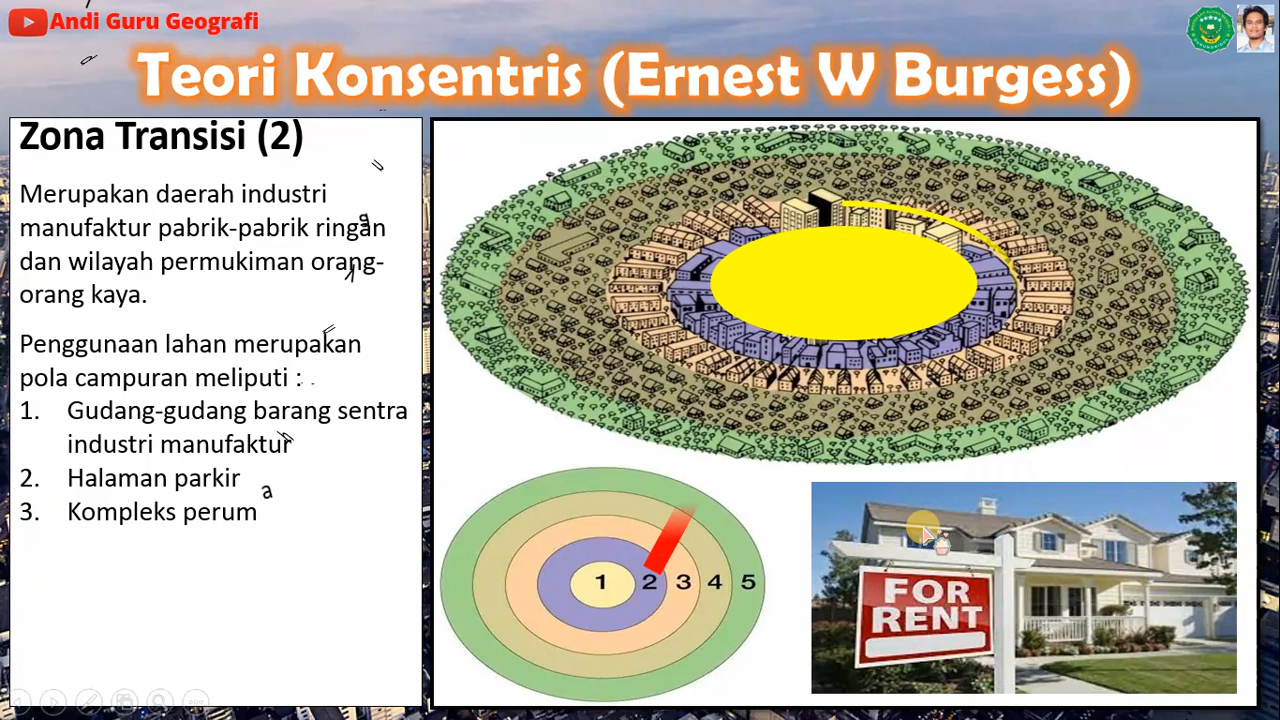 Andi Guru Geografi
Teori Konsentris (Ernest W Burgess)
Zona Transisi (2)
Merupakan daerah industri
manufaktur pabrik-pabrik ringan
dan wilayah permukiman orang-
orang kaya.
Penggunaan lahan merupakan
pola campuran meliputi :
1. Gudang-gudang barang sentra
industri manufaktur
2. Halaman parkir
3. Kompleks perum
1 2 3 4 5
FOR
RENT